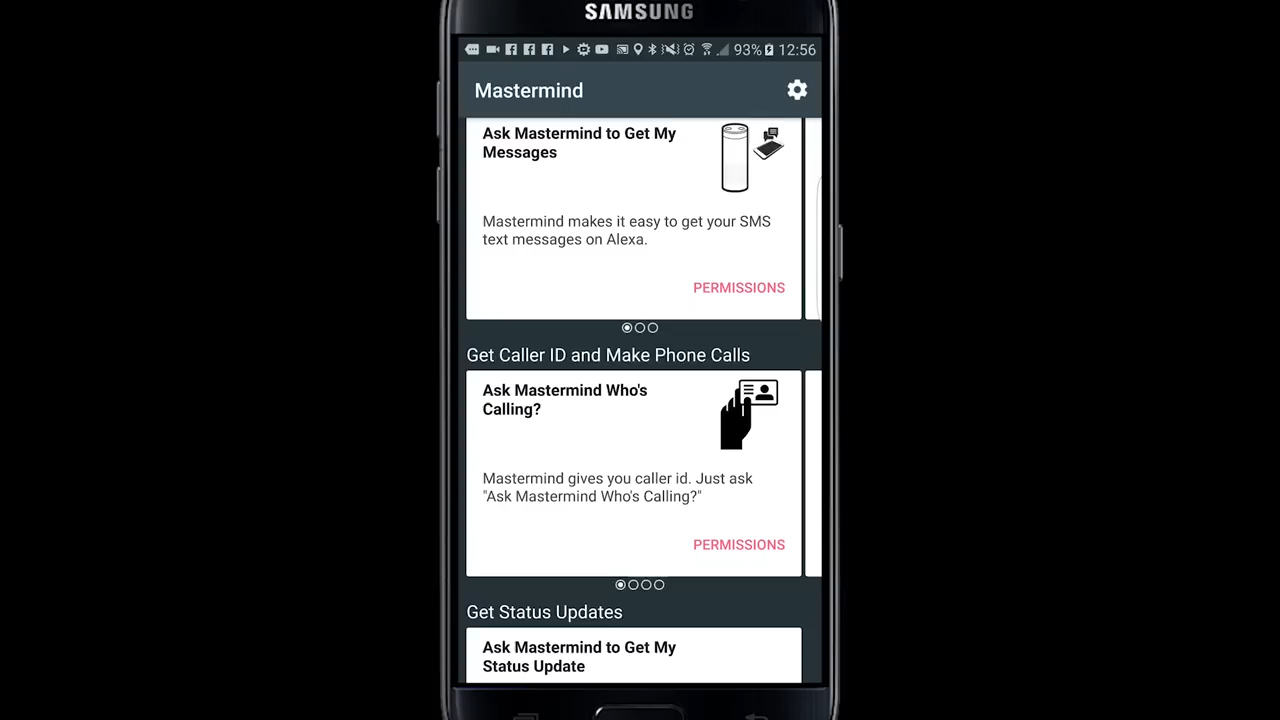 SAMSUNG
93% 12:56
Mastermind
Ask Mastermind to Get My
Messages
Mastermind makes it easy to get your SMS
text messages on Alexa.
PERMISSIONS
Get Caller ID and Make Phone Calls
Ask Mastermind Who's
Calling?
Mastermind gives you caller id. Just ask
"Ask Mastermind Who's Calling?"
PERMISSIONS
Get Status Updates
Ask Mastermind to Get My
Status Update